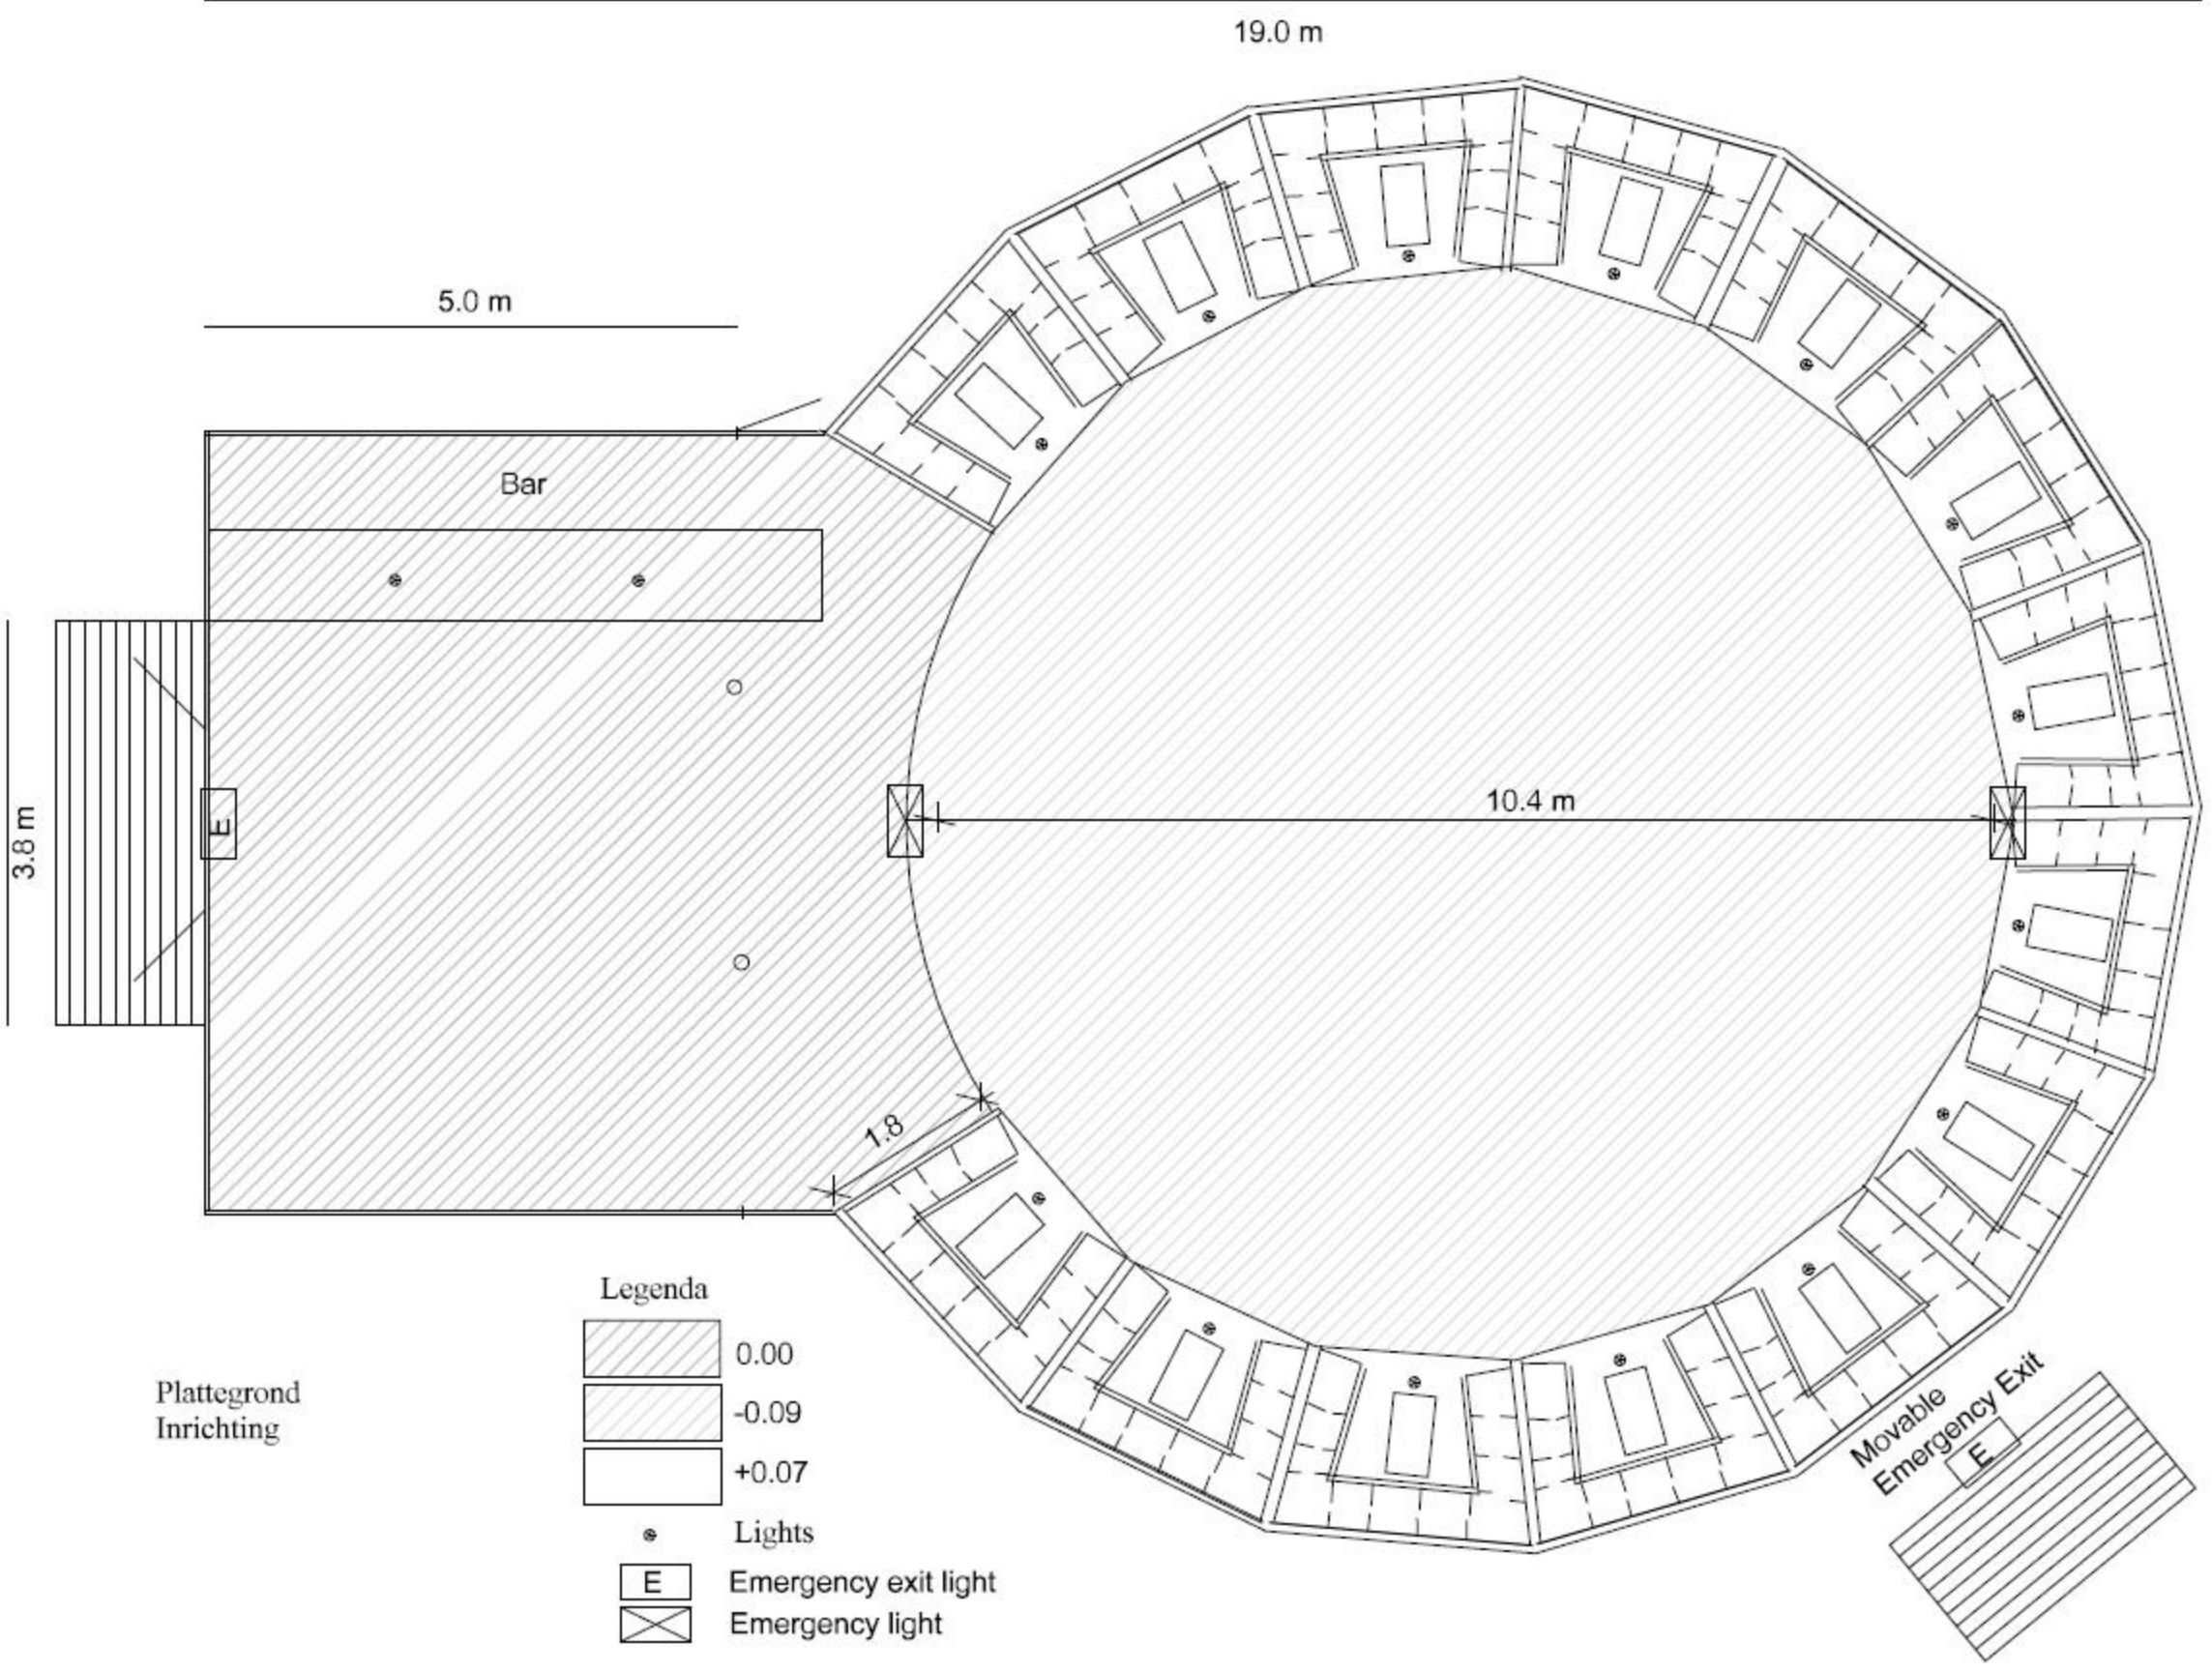 19.0 m
5.0 m
Bar
3.8 m
E
10.4 m
1.8
Legenda
0.00
-0.09
+0.07
Lights
E
Emergency exit light
Emergency light
Plattegrond
Inrichting
Movable
Emergency Exit
E